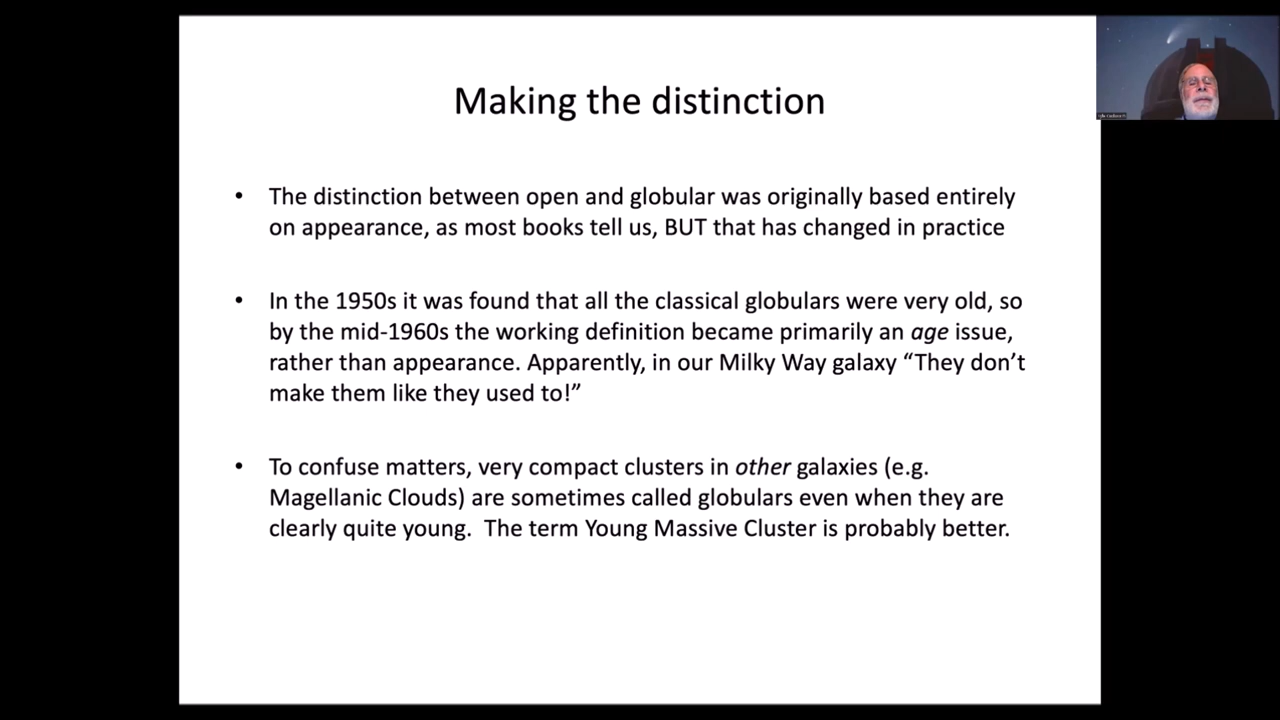 Making the distinction
• The distinction between open and globular was originally based entirely
on appearance, as most books tell us, BUT that has changed in practice
• In the 1950s it was found that all the classical globulars were very old, so
by the mid-1960s the working definition became primarily an age issue,
rather than appearance. Apparently, in our Milky Way galaxy “They don’t
make them like they used to!”
• To confuse matters, very compact clusters in other galaxies (e.g.
Magellanic Clouds) are sometimes called globulars even when they are
clearly quite young.  The term Young Massive Cluster is probably better.